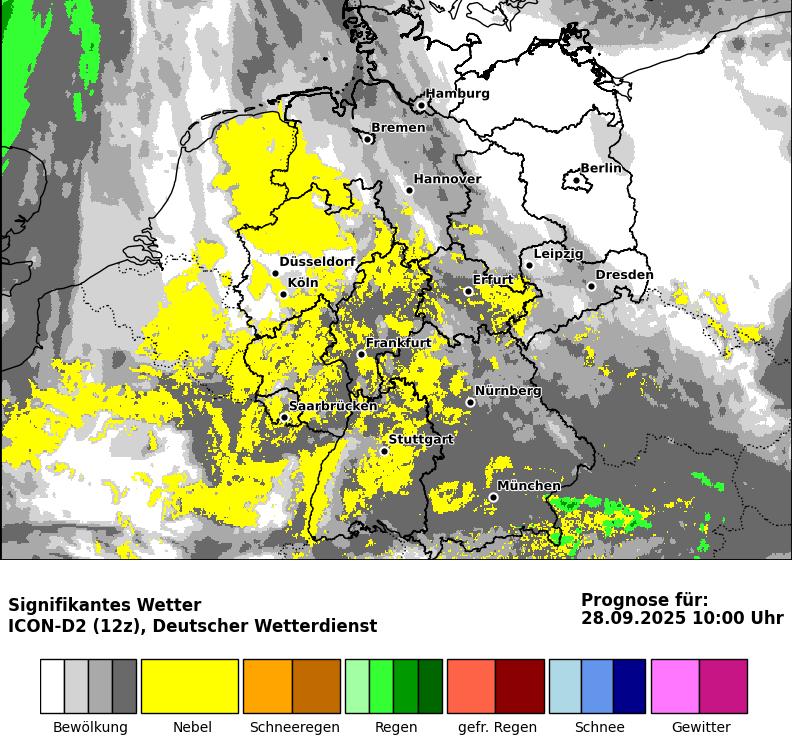 Hamburg
Bremen
Berlin
Hannover
Leipzig
Düsseldorf
Dresden
Köln
Erfurt
Frankfurt
Nürnberg
Saarbrücken
Stuttgart
München
Signifikantes Wetter
ICON-D2 (12z), Deutscher Wetterdienst
Prognose für:
28.09.2025 10:00 Uhr
Bewölkung Nebel Schneeregen Regen gefr. Regen Schnee Gewitter